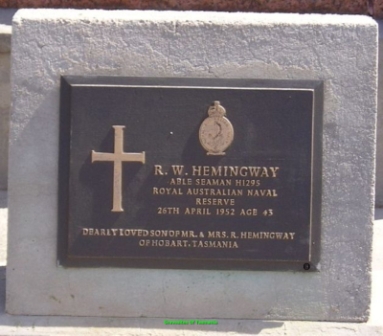 R. W. HEMINGWAY
ABLE SEAMAN H1295
ROYAL AUSTRALIAN NAVAL
RESERVE
26TH APRIL 1952 AGE 43
DEARLY LOVED SON OF MR. & MRS. R. HEMINGWAY
OF HOBART, TASMANIA